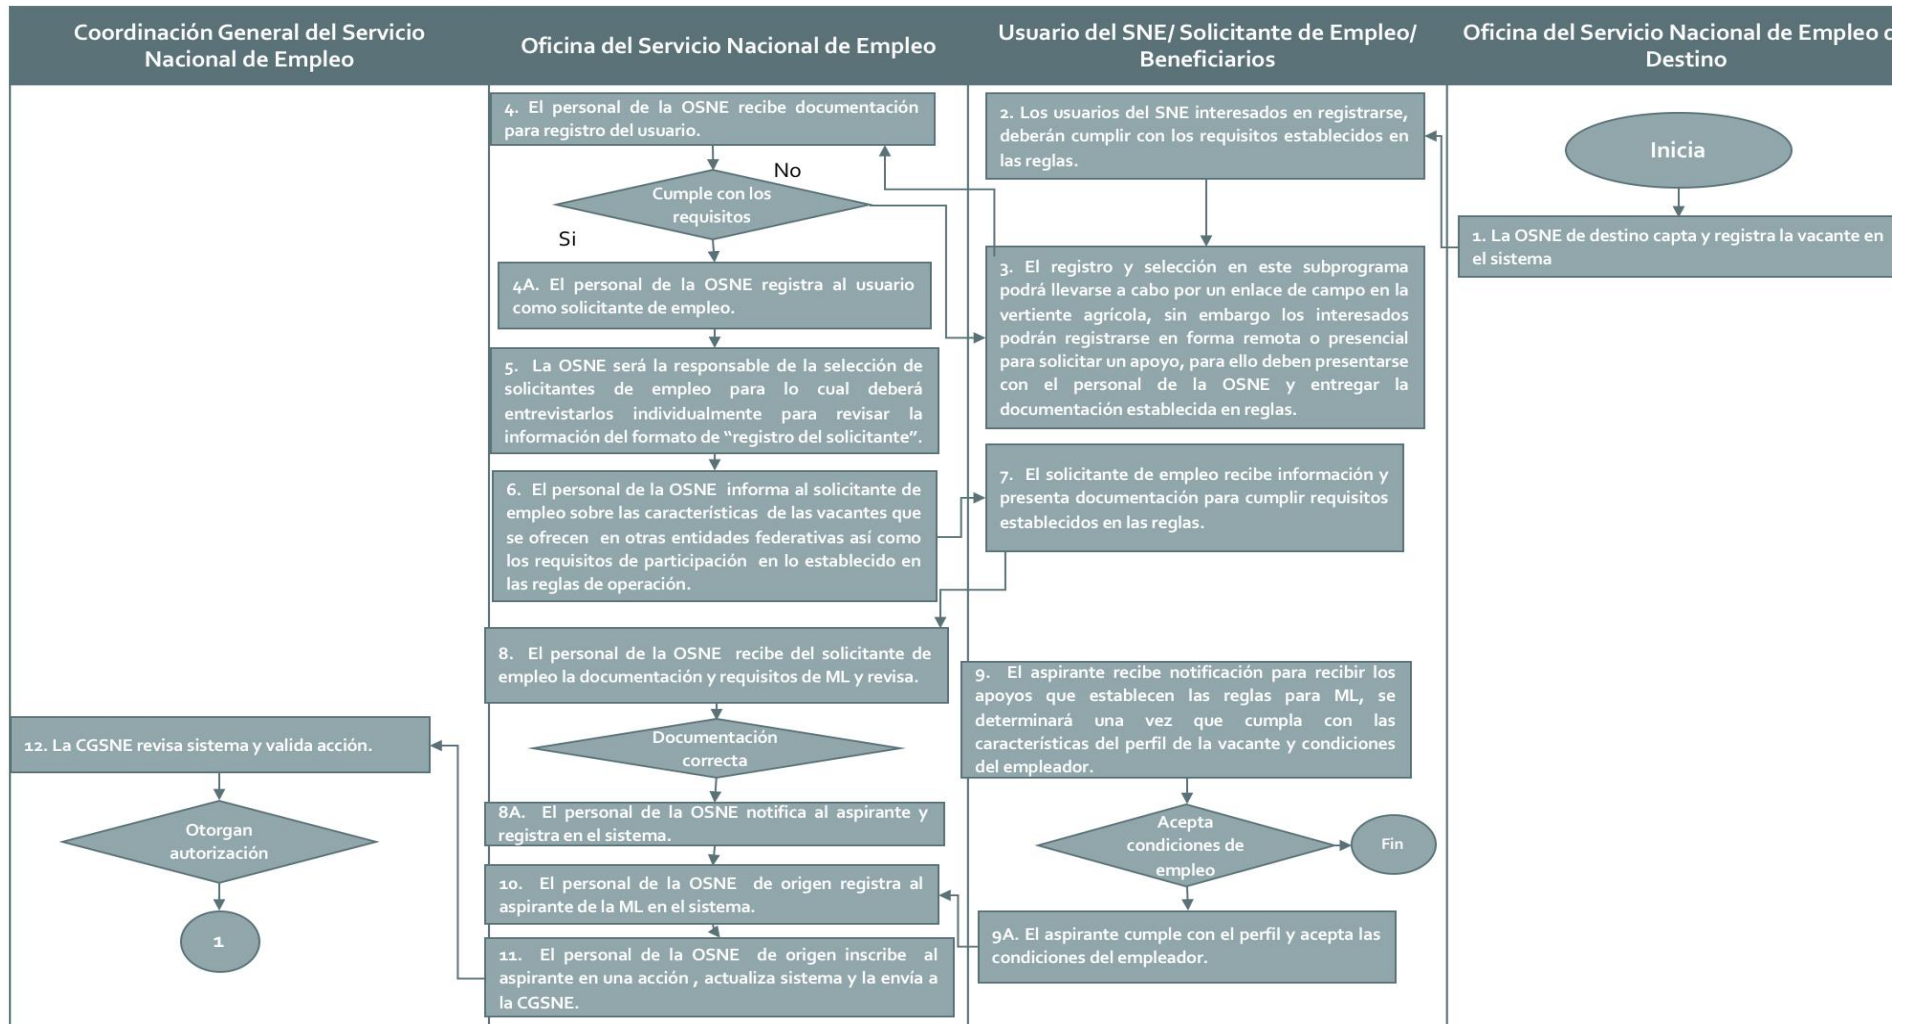 Coordinación General del Servicio
Nacional de Empleo
Oficina del Servicio Nacional de Empleo
Usuario del SNE/ Solicitante de Empleo/
Beneficiarios
Oficina del Servicio Nacional de Empleo d
Destino
4. El personal de la OSNE recibe documentación
para registro del usuario.
No
Cumple con los
requisitos
Si
4A. El personal de la OSNE registra al usuario
como solicitante de empleo.
5. La OSNE será la responsable de la selección de
solicitantes de empleo para lo cual deberá
entrevistarlos individualmente para revisar la
información del formato de “registro del solicitante”.
6. El personal de la OSNE informa al solicitante de
empleo sobre las características de las vacantes que
se ofrecen en otras entidades federativas así como
los requisitos de participación en lo establecido en
las reglas de operación.
8. El personal de la OSNE recibe del solicitante de
empleo la documentación y requisitos de ML y revisa.
Documentación
correcta
8A. El personal de la OSNE notifica al aspirante y
registra en el sistema.
10. El personal de la OSNE de origen registra al
aspirante de la ML en el sistema.
11. El personal de la OSNE de origen inscribe al
aspirante en una acción , actualiza sistema y la envía a
la CGSNE.
2. Los usuarios del SNE interesados en registrarse,
deberán cumplir con los requisitos establecidos en
las reglas.
3. El registro y selección en este subprograma
podrá llevarse a cabo por un enlace de campo en la
vertiente agrícola, sin embargo los interesados
podrán registrarse en forma remota o presencial
para solicitar un apoyo, para ello deben presentarse
con el personal de la OSNE y entregar la
documentación establecida en reglas.
7. El solicitante de empleo recibe información y
presenta documentación para cumplir requisitos
establecidos en las reglas.
9. El aspirante recibe notificación para recibir los
apoyos que establecen las reglas para ML, se
determinará una vez que cumpla con las
características del perfil de la vacante y condiciones
del empleador.
Acepta
condiciones de
empleo
Fin
9A. El aspirante cumple con el perfil y acepta las
condiciones del empleador.
Inicia
1. La OSNE de destino capta y registra la vacante en
el sistema
12. La CGSNE revisa sistema y valida acción.
Otorgan
autorización
1